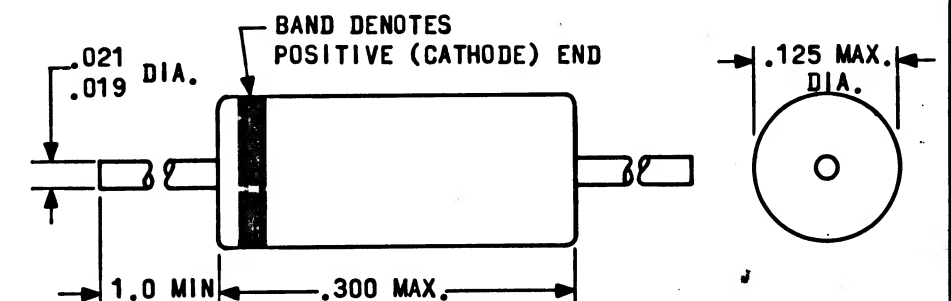 BAND DENOTES
POSITIVE (CATHODE) END
.021
.019 DIA.
.125 MAX.
DIA.
1.0 MIN
.300 MAX.